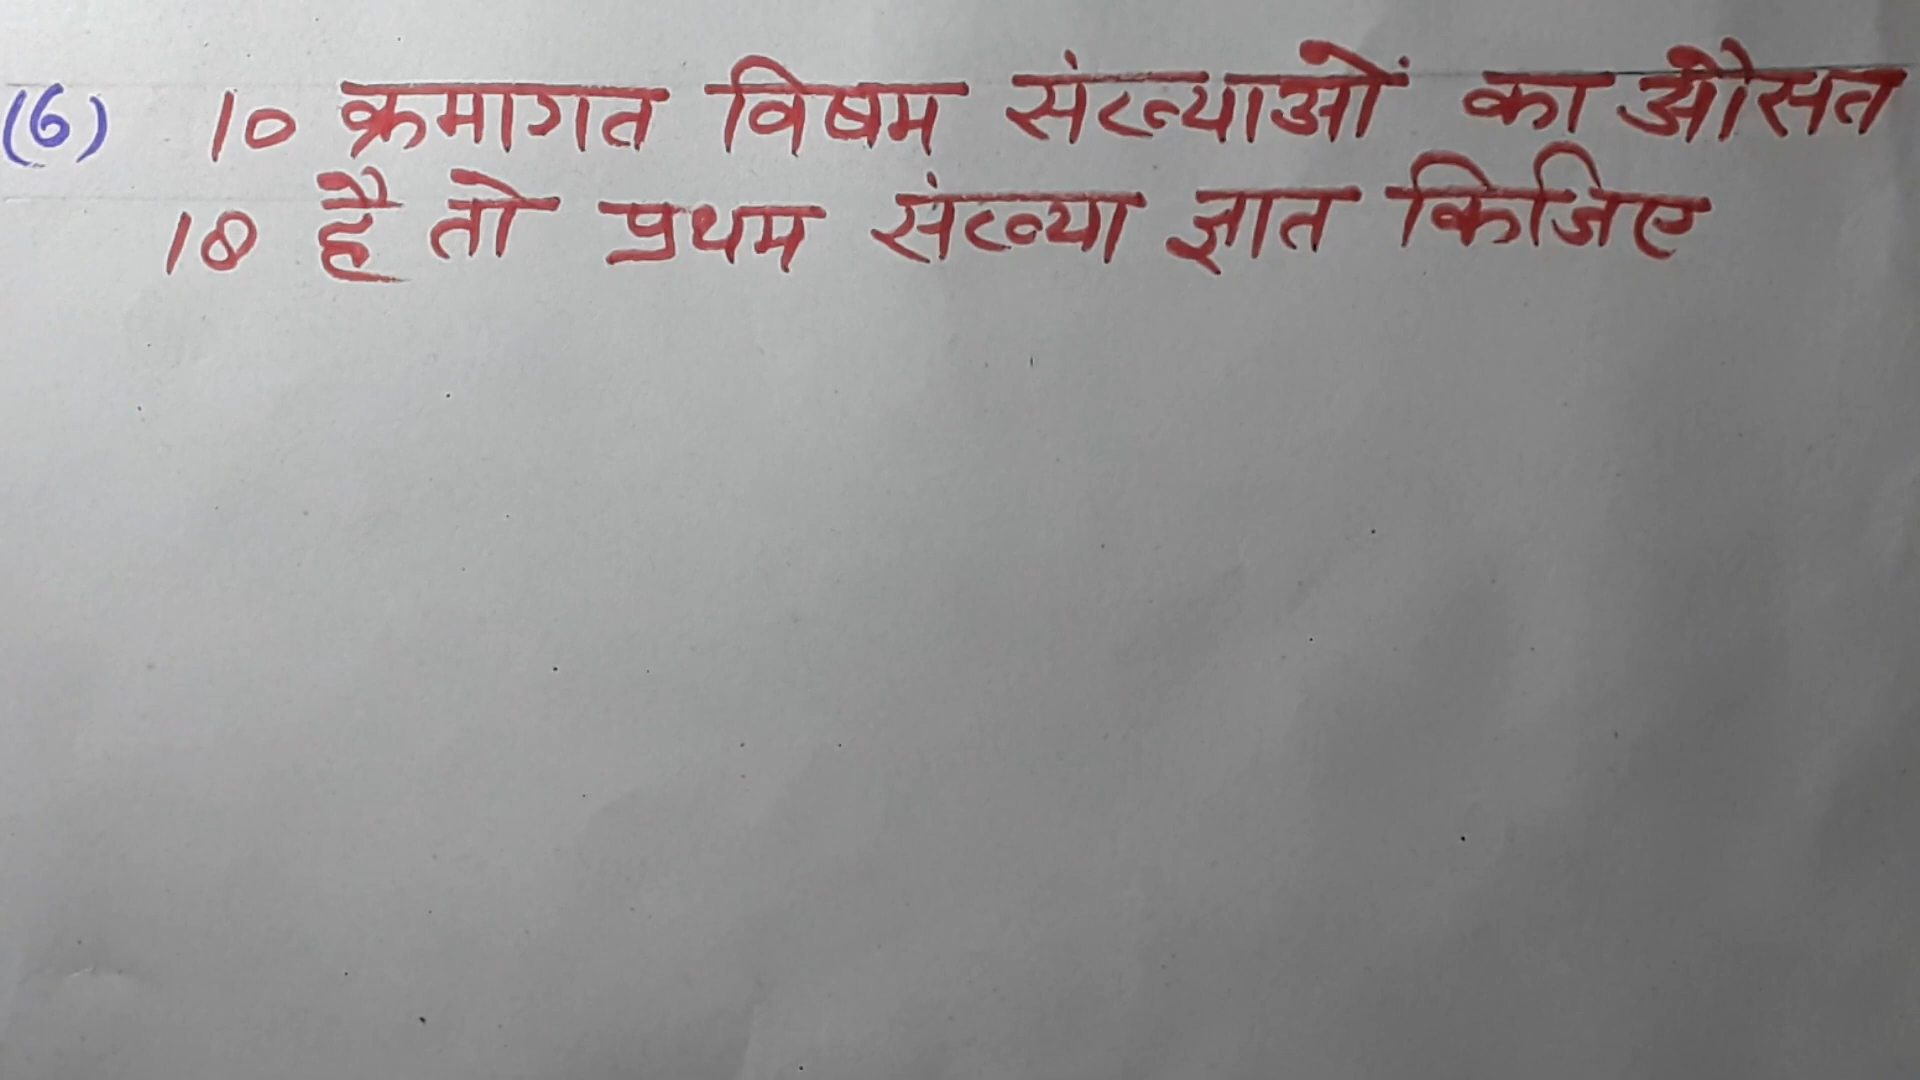 (6) 10 क्रमागत विषम संख्याओं का औसत
18 है तो प्रथम संख्या ज्ञात किजिए